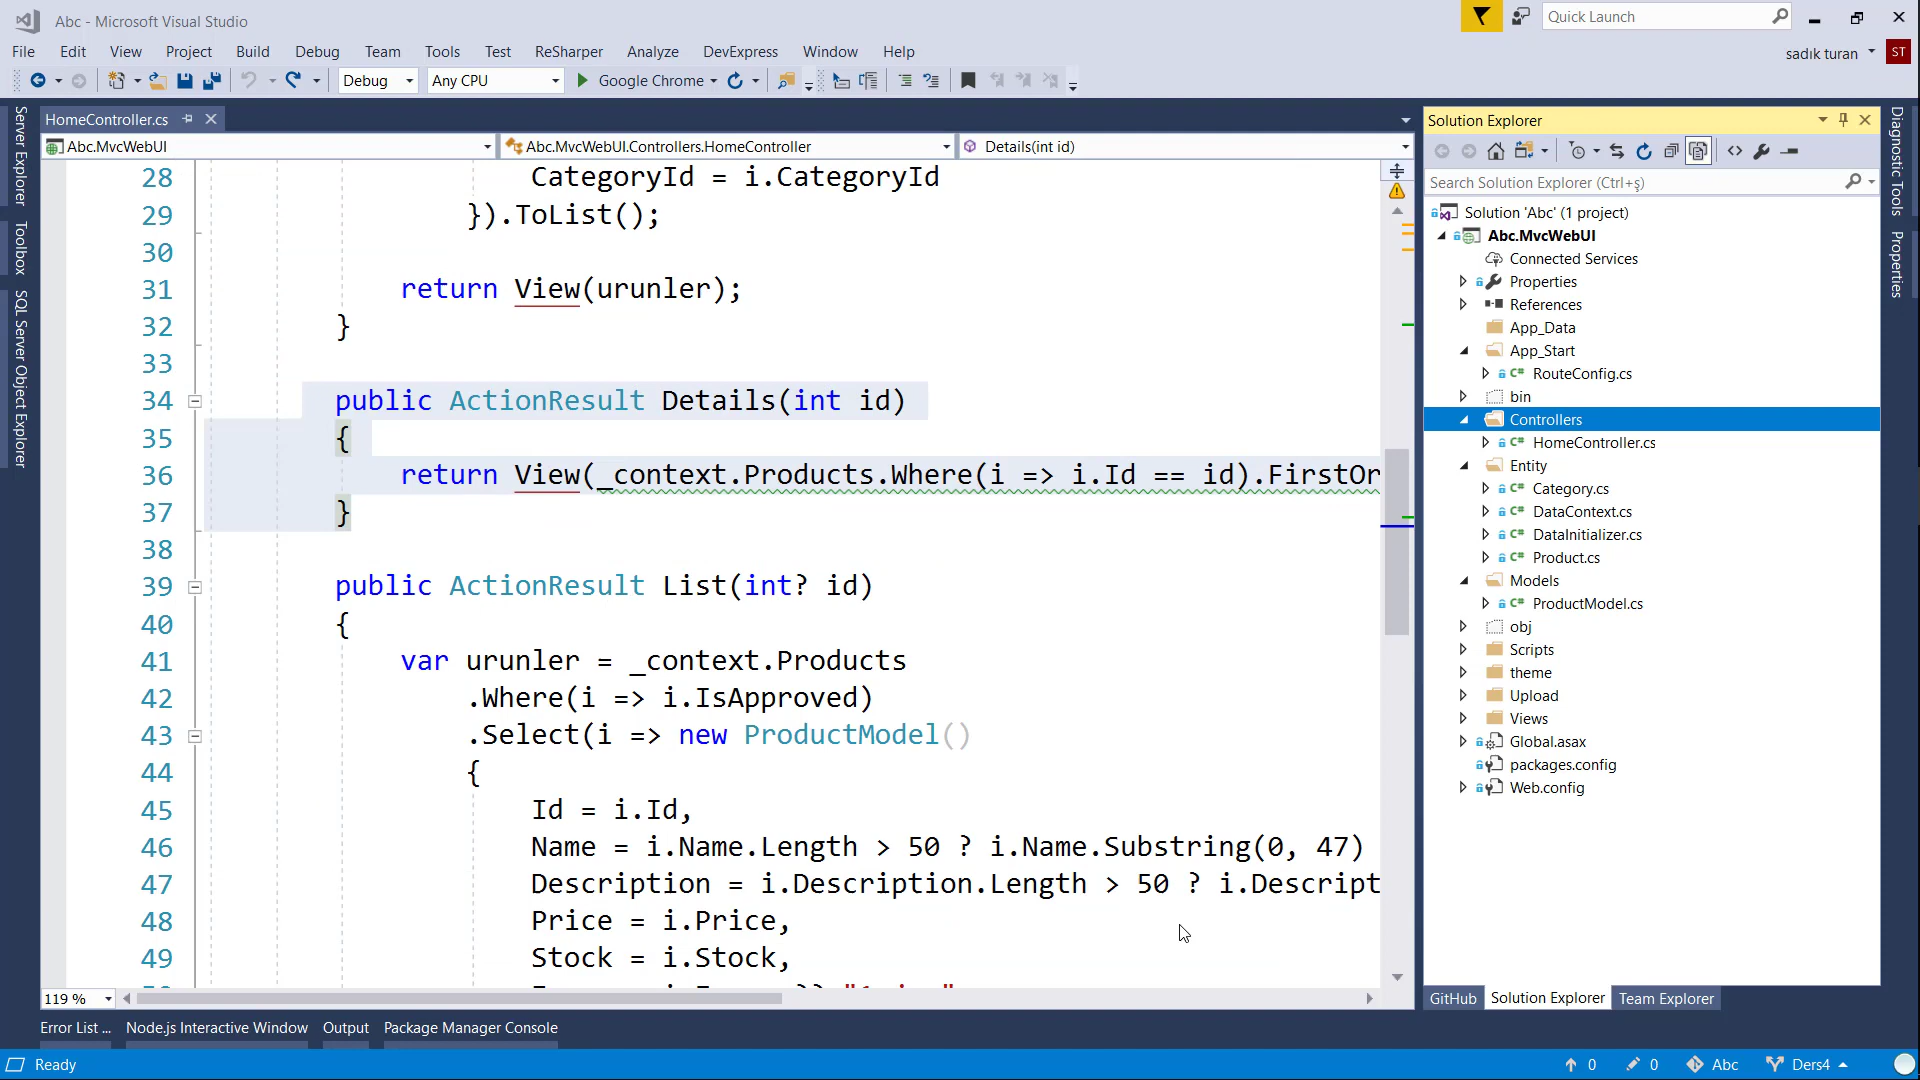 Abc - Microsoft Visual Studio
Quick Launch
File Edit View Project Build Debug Team Tools Test ReSharper Analyze DevExpress Window Help
sadık turan
ST
Debug
Any CPU
Google Chrome
Server Explorer
Toolbox
SQL Server Object Explorer
HomeController.cs
Abc.MvcWebUI
Abc.MvcWebUI.Controllers.HomeController
Details(int id)
28 CategoryId = i.CategoryId
29 }).ToList();
30
31 return View(urunler);
32 }
33
34 public ActionResult Details(int id)
35 {
36 return View(_context.Products.Where(i => i.Id == id).FirstOr
37 }
38
39 public ActionResult List(int? id)
40 {
41 var urunler = _context.Products
42 .Where(i => i.IsApproved)
43 .Select(i => new ProductModel()
44 {
45 Id = i.Id,
46 Name = i.Name.Length > 50 ? i.Name.Substring(0, 47)
47 Description = i.Description.Length > 50 ? i.Descript
48 Price = i.Price,
49 Stock = i.Stock,
119 %
Solution Explorer
Search Solution Explorer (Ctrl+ş)
Solution 'Abc' (1 project)
Abc.MvcWebUI
Connected Services
Properties
References
App_Data
App_Start
RouteConfig.cs
bin
Controllers
HomeController.cs
Entity
Category.cs
DataContext.cs
DataInitializer.cs
Product.cs
Models
ProductModel.cs
obj
Scripts
theme
Upload
Views
Global.asax
packages.config
Web.config
GitHub Solution Explorer Team Explorer
Diagnostic Tools
Properties
Error List ... Node.js Interactive Window Output Package Manager Console
Ready
0
0
Abc
Ders4